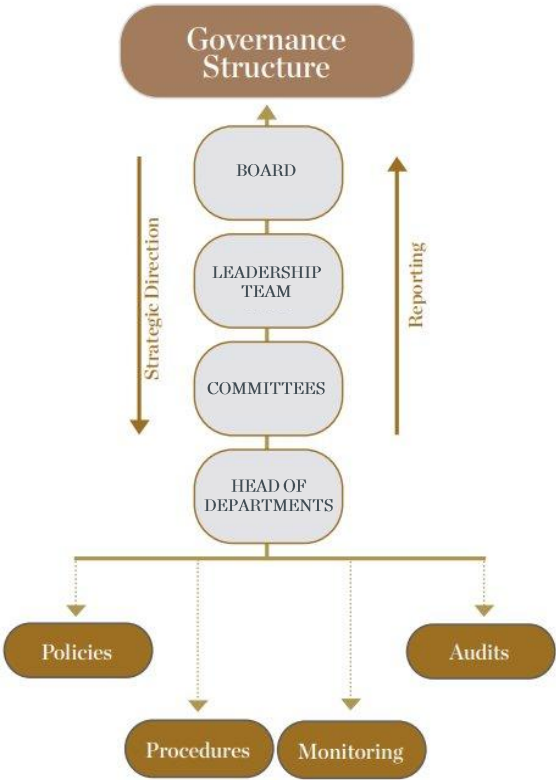 Governance
Structure
BOARD
Strategic Direction
LEADERSHIP
TEAM
Reporting
COMMITTEES
HEAD OF
DEPARTMENTS
Policies
Audits
Procedures
Monitoring